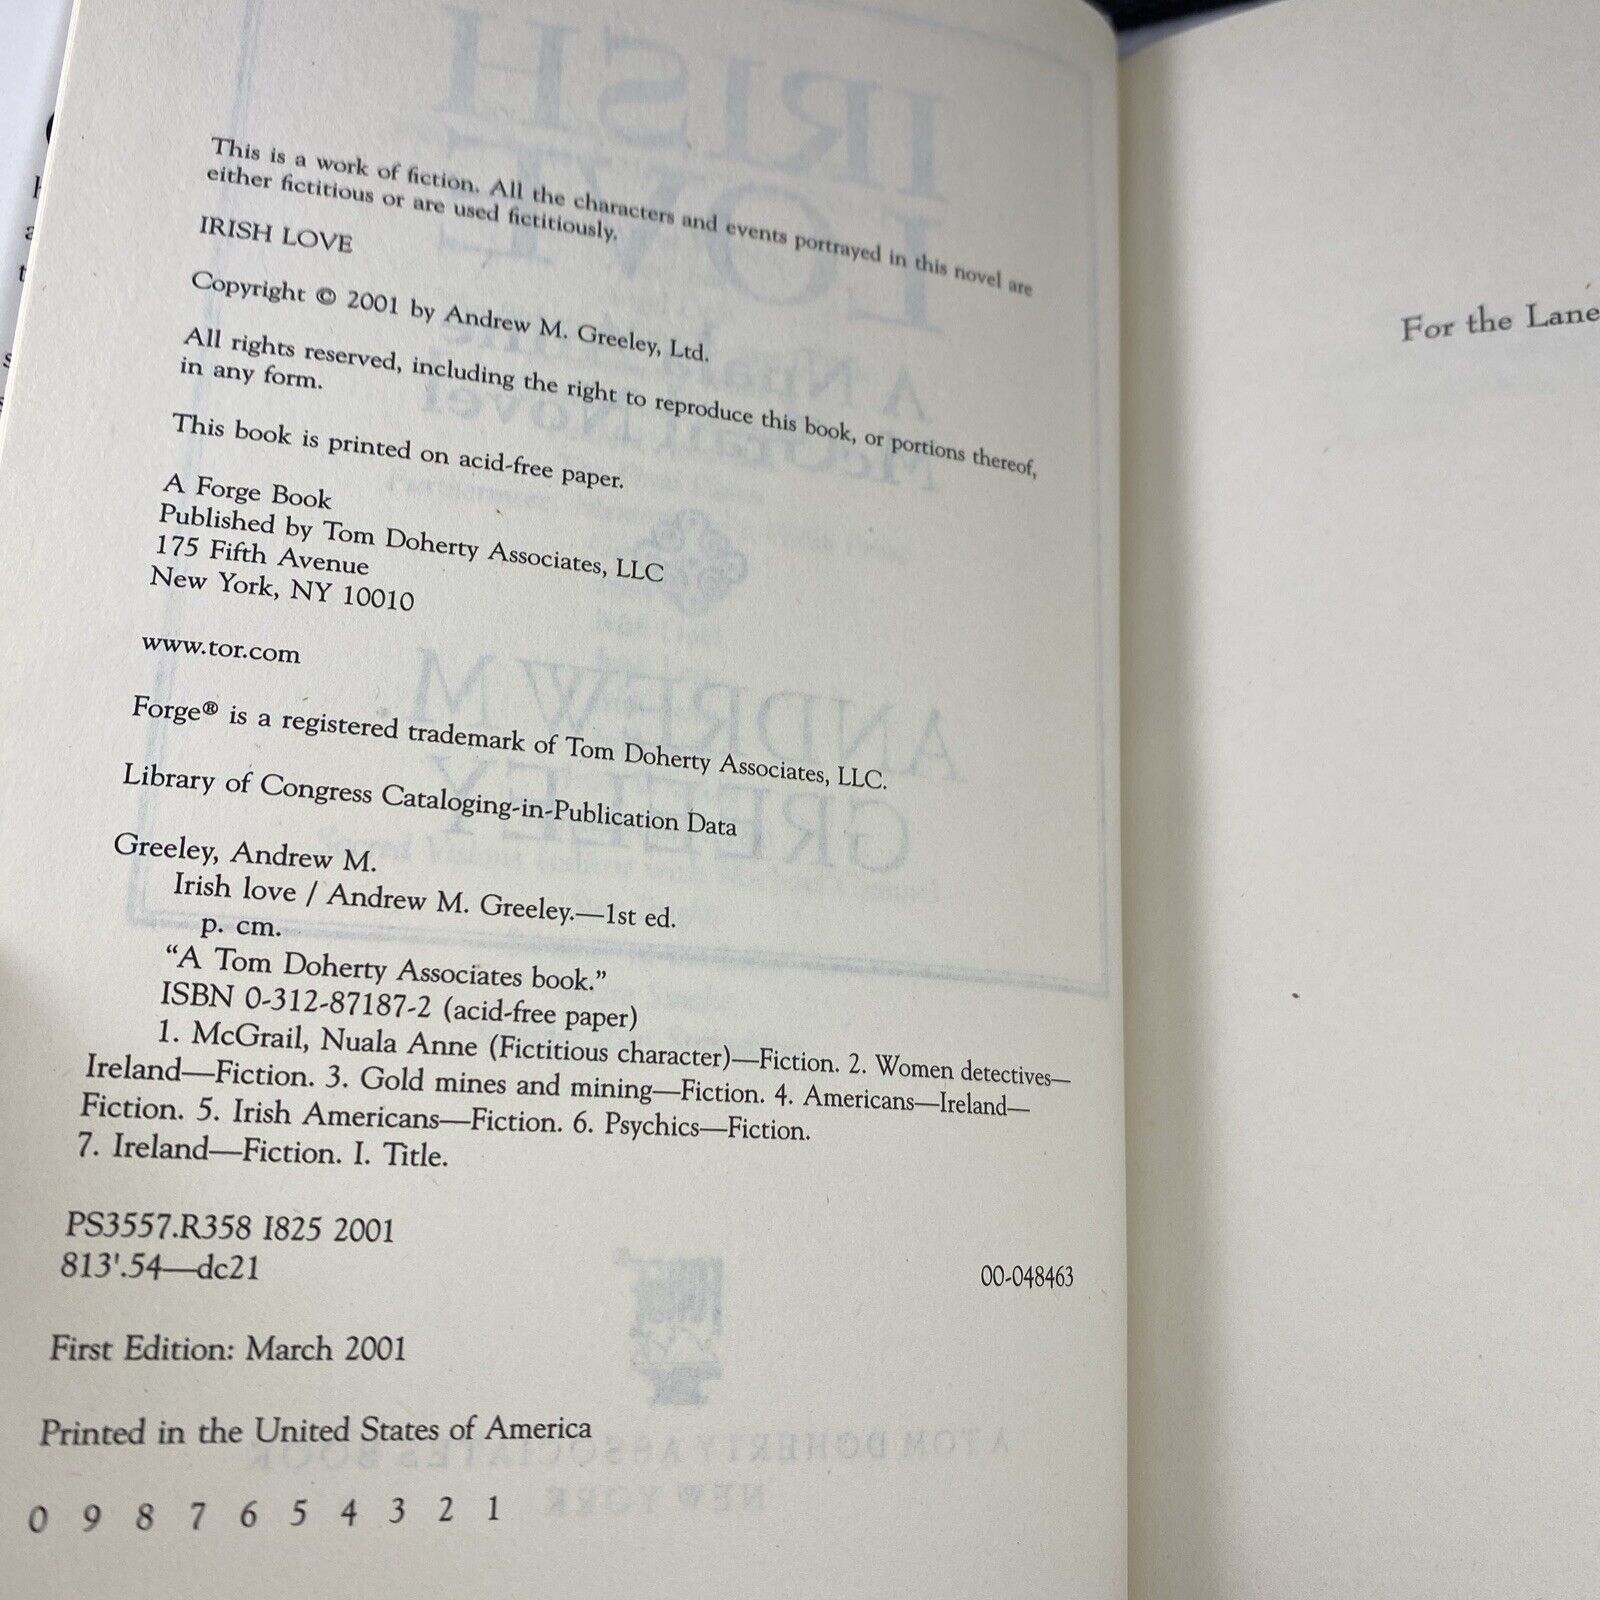 This is a work of fiction. All the characters and events portrayed in this novel are
either fictitious or are used fictitiously.
IRISH LOVE
Copyright © 2001 by Andrew M. Greeley, Ltd.
All rights reserved, including the right to reproduce this book, or portions thereof,
in any form.
This book is printed on acid-free paper.
A Forge Book
Published by Tom Doherty Associates, LLC
175 Fifth Avenue
New York, NY 10010
www.tor.com
Forge® is a registered trademark of Tom Doherty Associates, LLC.
Library of Congress Cataloging-in-Publication Data
Greeley, Andrew M.
Irish love / Andrew M. Greeley.—1st ed.
p. cm.
"A Tom Doherty Associates book."
ISBN 0-312-87187-2 (acid-free paper)
1. McGrail, Nuala Anne (Fictitious character)—Fiction. 2. Women detectives—
Ireland—Fiction. 3. Gold mines and mining—Fiction. 4. Americans—Ireland—
Fiction. 5. Irish Americans—Fiction. 6. Psychics—Fiction.
7. Ireland—Fiction. I. Title.
PS3557.R358 I825 2001
813'.54—dc21
00-048463
First Edition: March 2001
Printed in the United States of America
0 9 8 7 6 5 4 3 2 1
For the Lane